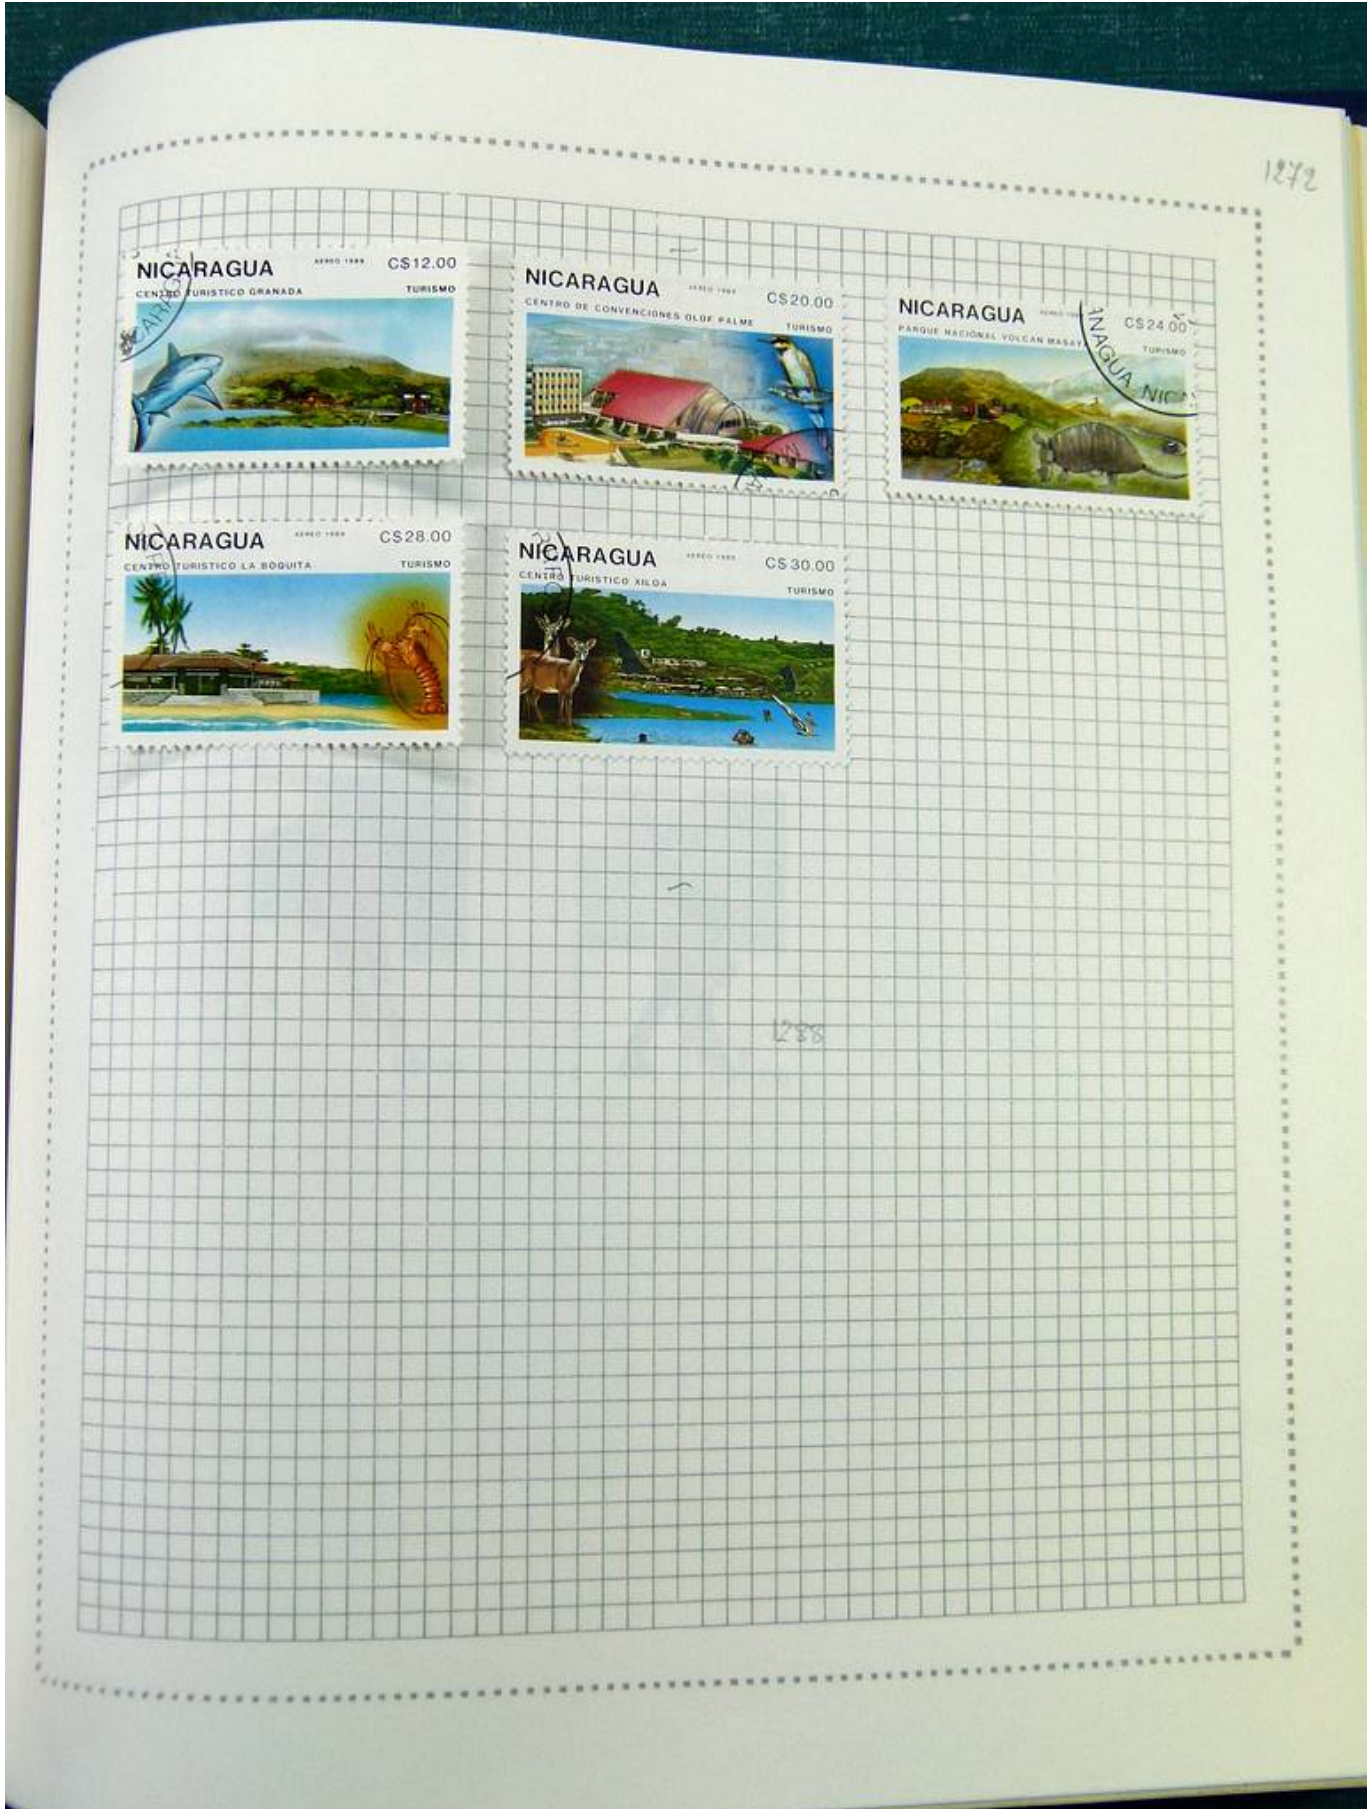 1272
NICARAGUA AEREO 1989 C$12.00
CENTRO TURISTICO GRANADA TURISMO
NICARAGUA AEREO 1989 C$20.00
CENTRO DE CONVENCIONES OLOF PALME TURISMO
NICARAGUA C$24.00
PARQUE NACIONAL VOLCAN MASAYA TURISMO
ANAGUA NIC
NICARAGUA AEREO 1989 C$28.00
CENTRO TURISTICO LA BOQUITA TURISMO
NICARAGUA AEREO 1989 C$30.00
CENTRO TURISTICO XILOA TURISMO
1288